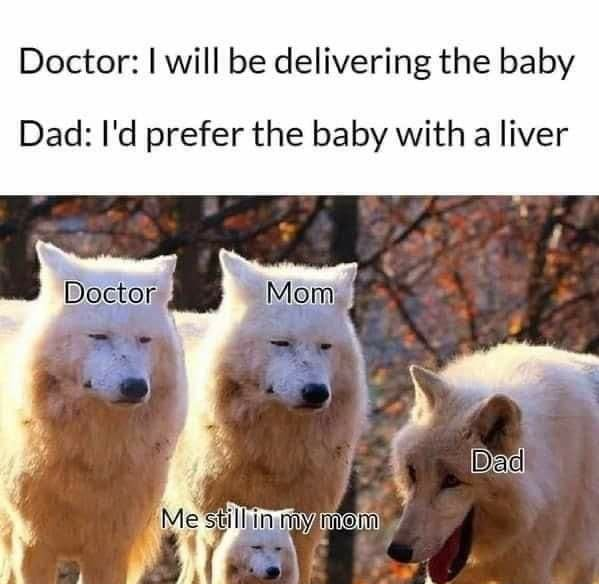 Doctor: I will be delivering the baby
Dad: I'd prefer the baby with a liver
Doctor
Mom
Dad
Me still in my mom